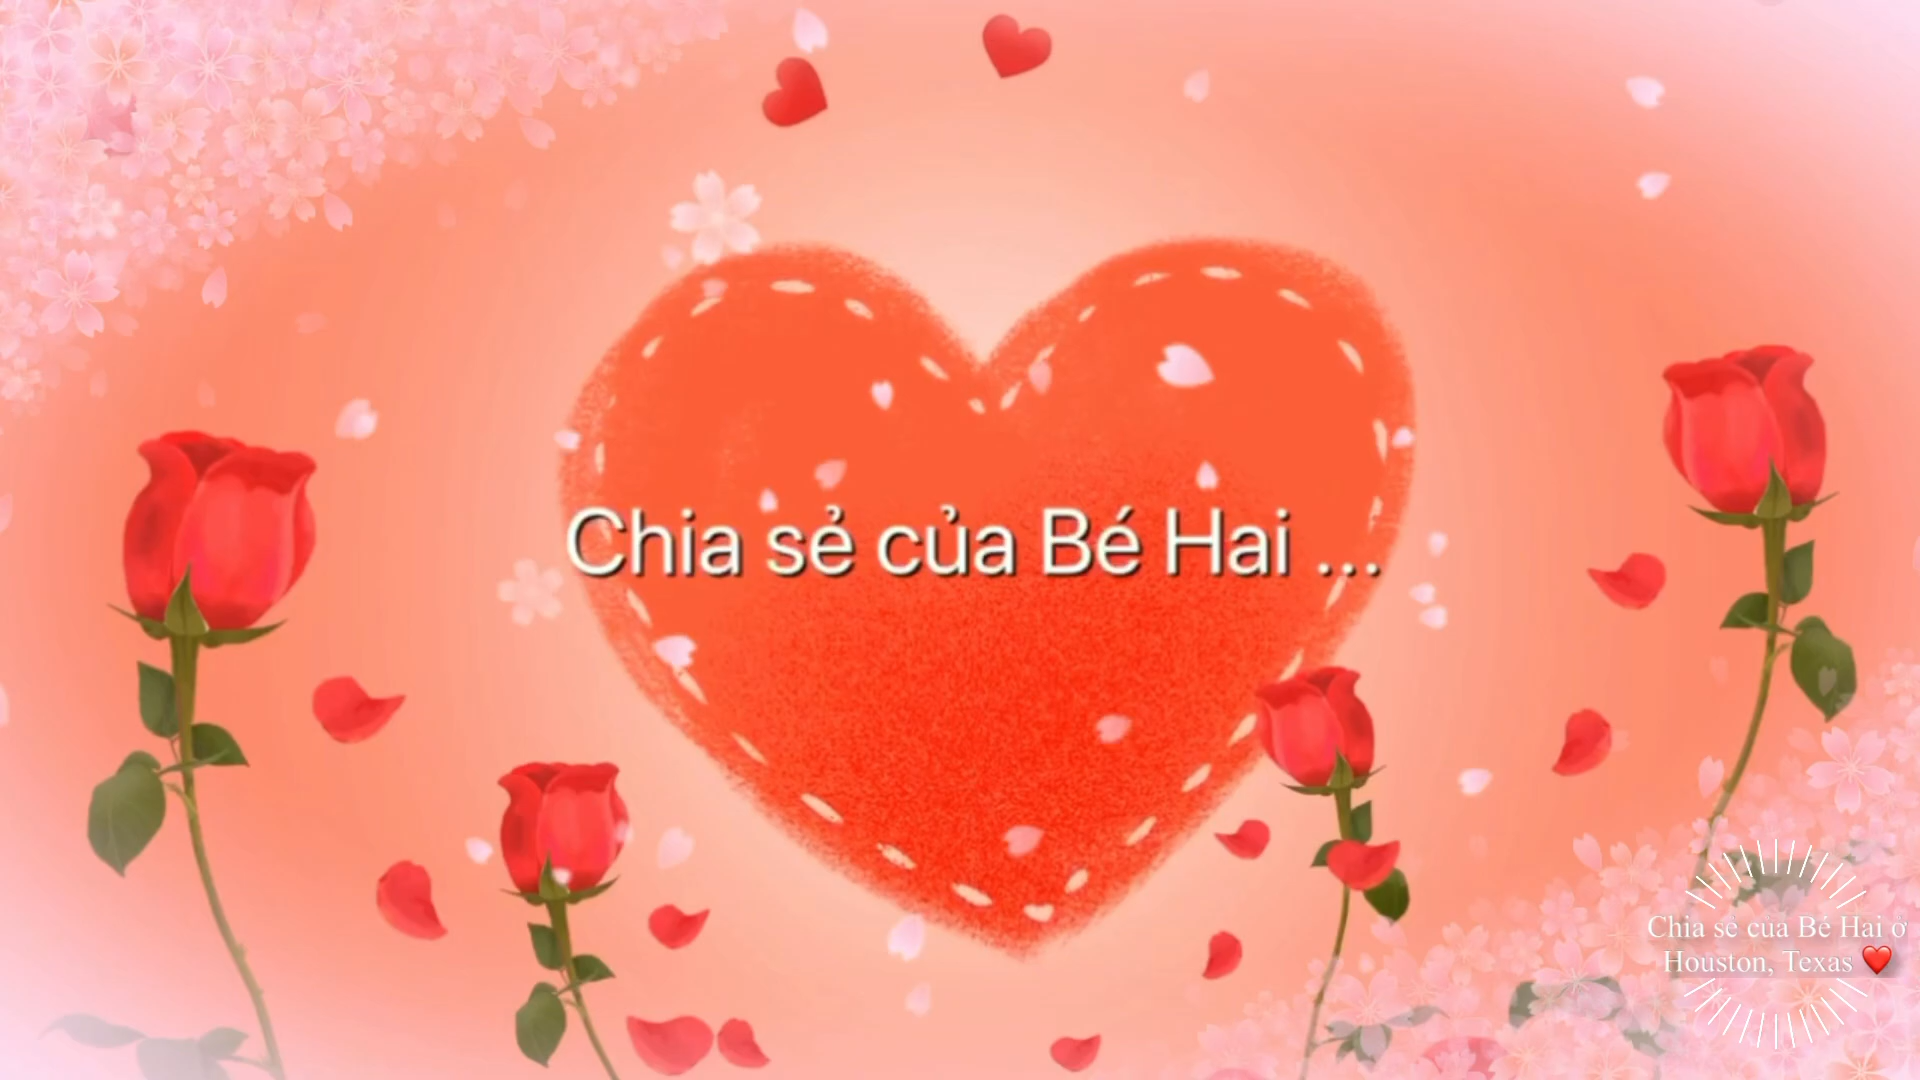 Chia sẻ của Bé Hai ...
Chia sẻ của Bé Hai ở
Houston, Texas ❤️